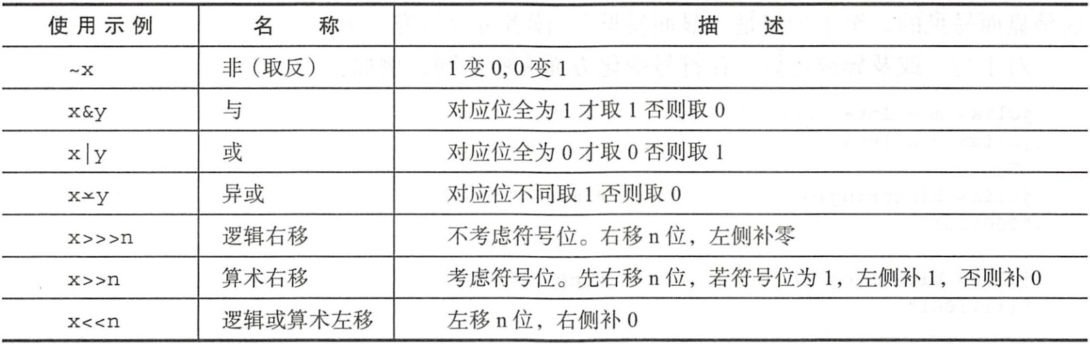 使用示例 名称 描述
~x 非(取反) 1变0,0变1
x&y 与 对应位全为1才取1否则取0
x|y 或 对应位全为0才取0否则取1
x⊻y 异或 对应位不同取1否则取0
x>>>n 逻辑右移 不考虑符号位。右移n位,左侧补零
x>>n 算术右移 考虑符号位。先右移n位,若符号位为1,左侧补1,否则补0
x<<n 逻辑或算术左移 左移n位,右侧补0